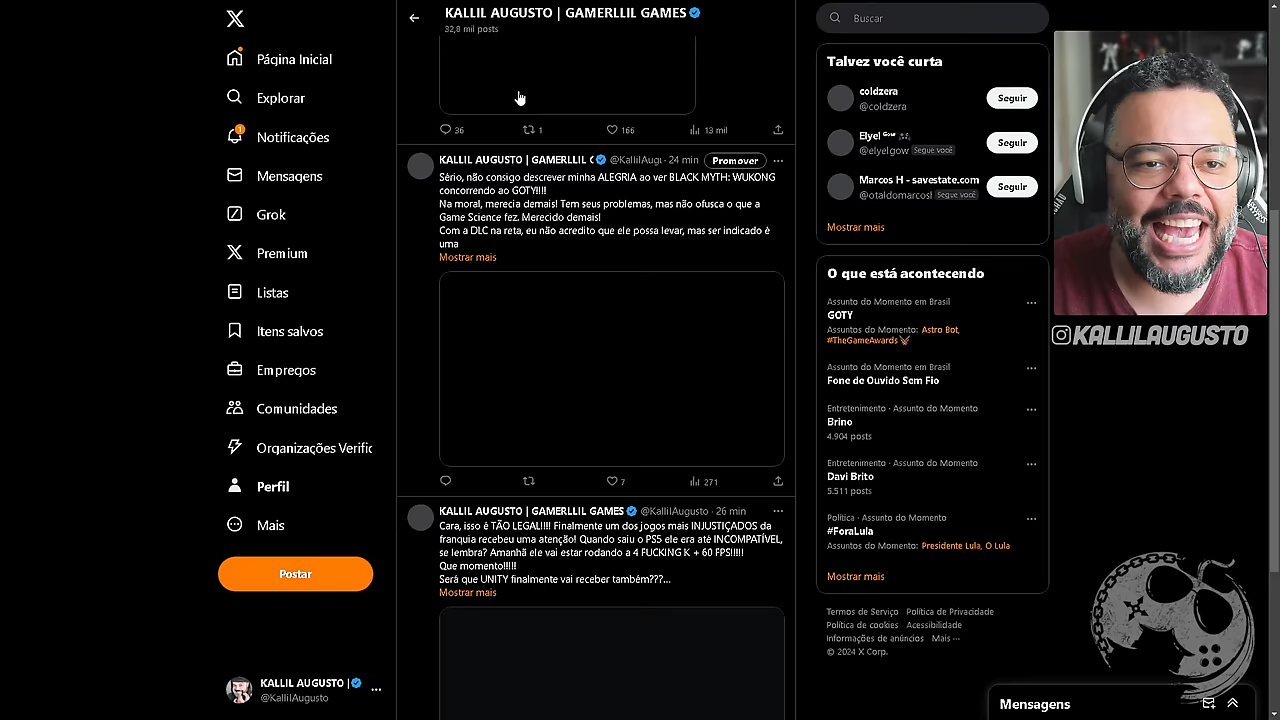 Página Inicial
Explorar
1
Notificações
Mensagens
Grok
Premium
Listas
Itens salvos
Empregos
Comunidades
Organizações Verific
Perfil
Mais
Postar
KALLIL AUGUSTO |
@KallilAugusto
KALLIL AUGUSTO | GAMERLLIL GAMES
32,8 mil posts
36 1 166 13 mil
KALLIL AUGUSTO | GAMERLLIL @KallilAugu · 24 min Promover
Sério, não consigo descrever minha ALEGRIA ao ver BLACK MYTH: WUKONG
concorrendo ao GOTY!!!!
Na moral, merecia demais! Tem seus problemas, mas não ofusca o que a
Game Science fez. Merecido demais!
Com a DLC na reta, eu não acredito que ele possa levar, mas ser indicado é
uma
Mostrar mais
7 271
KALLIL AUGUSTO | GAMERLLIL GAMES @KallilAugusto · 26 min
Cara, isso é TÃO LEGAL!!!! Finalmente um dos jogos mais INJUSTIÇADOS da
franquia recebeu uma atenção! Quando saiu o PS5 ele era até INCOMPATÍVEL,
se lembra? Amanhã ele vai estar rodando a 4 FUCKING K + 60 FPS!!!!!
Que momento!!!!!
Será que UNITY finalmente vai receber também???...
Mostrar mais
Buscar
Talvez você curta
coldzera
@coldzera
Seguir
Elyel
@elyelgow Segue você
Seguir
Marcos H - savestate.com
@otaldomarcosh Segue você
Seguir
Mostrar mais
O que está acontecendo
Assunto do Momento em Brasil
GOTY
Assuntos do Momento: Astro Bot,
#TheGameAwards
Assunto do Momento em Brasil
Fone de Ouvido Sem Fio
Entretenimento · Assunto do Momento
Brino
4.904 posts
Entretenimento · Assunto do Momento
Davi Brito
5.511 posts
Política · Assunto do Momento
#ForaLula
Assuntos do Momento: Presidente Lula, O Lula
Mostrar mais
Termos de Serviço Política de Privacidade
Política de cookies Acessibilidade
Informações de anúncios Mais ···
© 2024 X Corp.
Mensagens
KALLILAUGUSTO